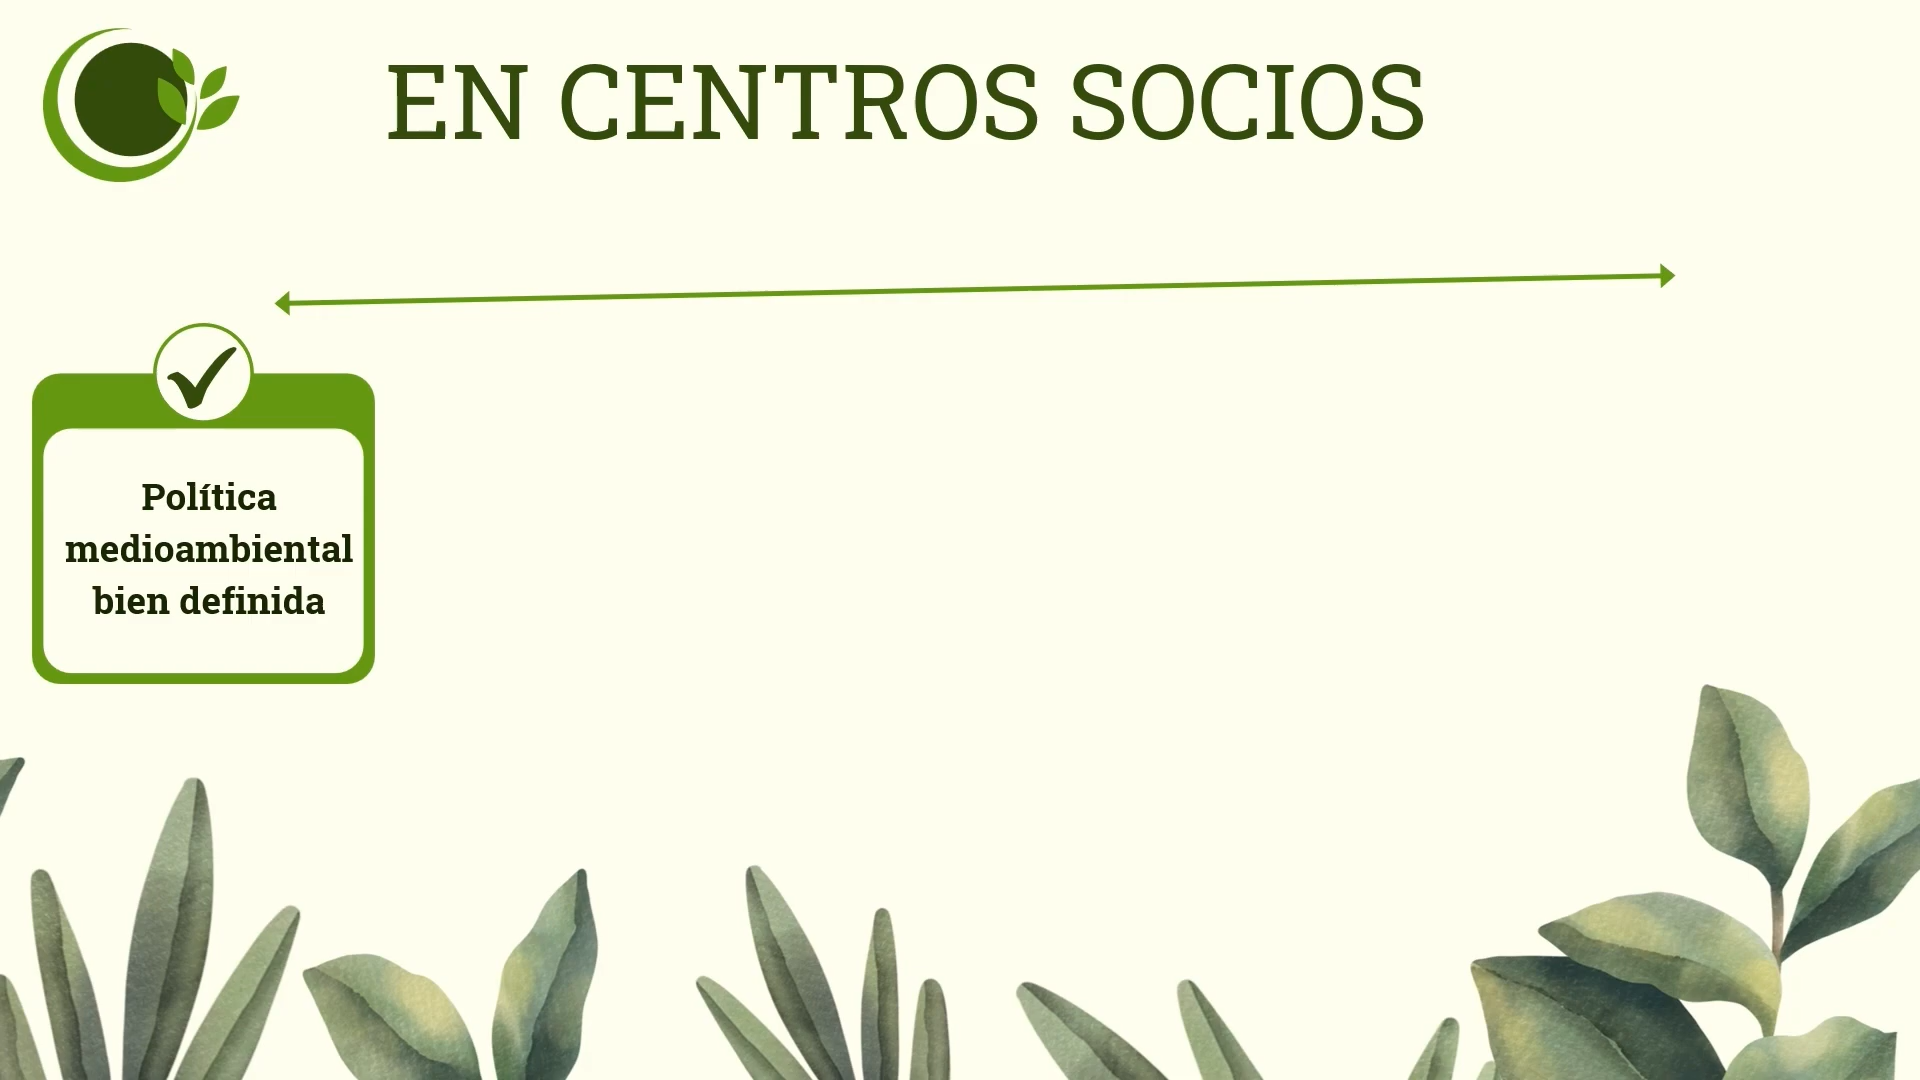 EN CENTROS SOCIOS
Política
medioambiental
bien definida